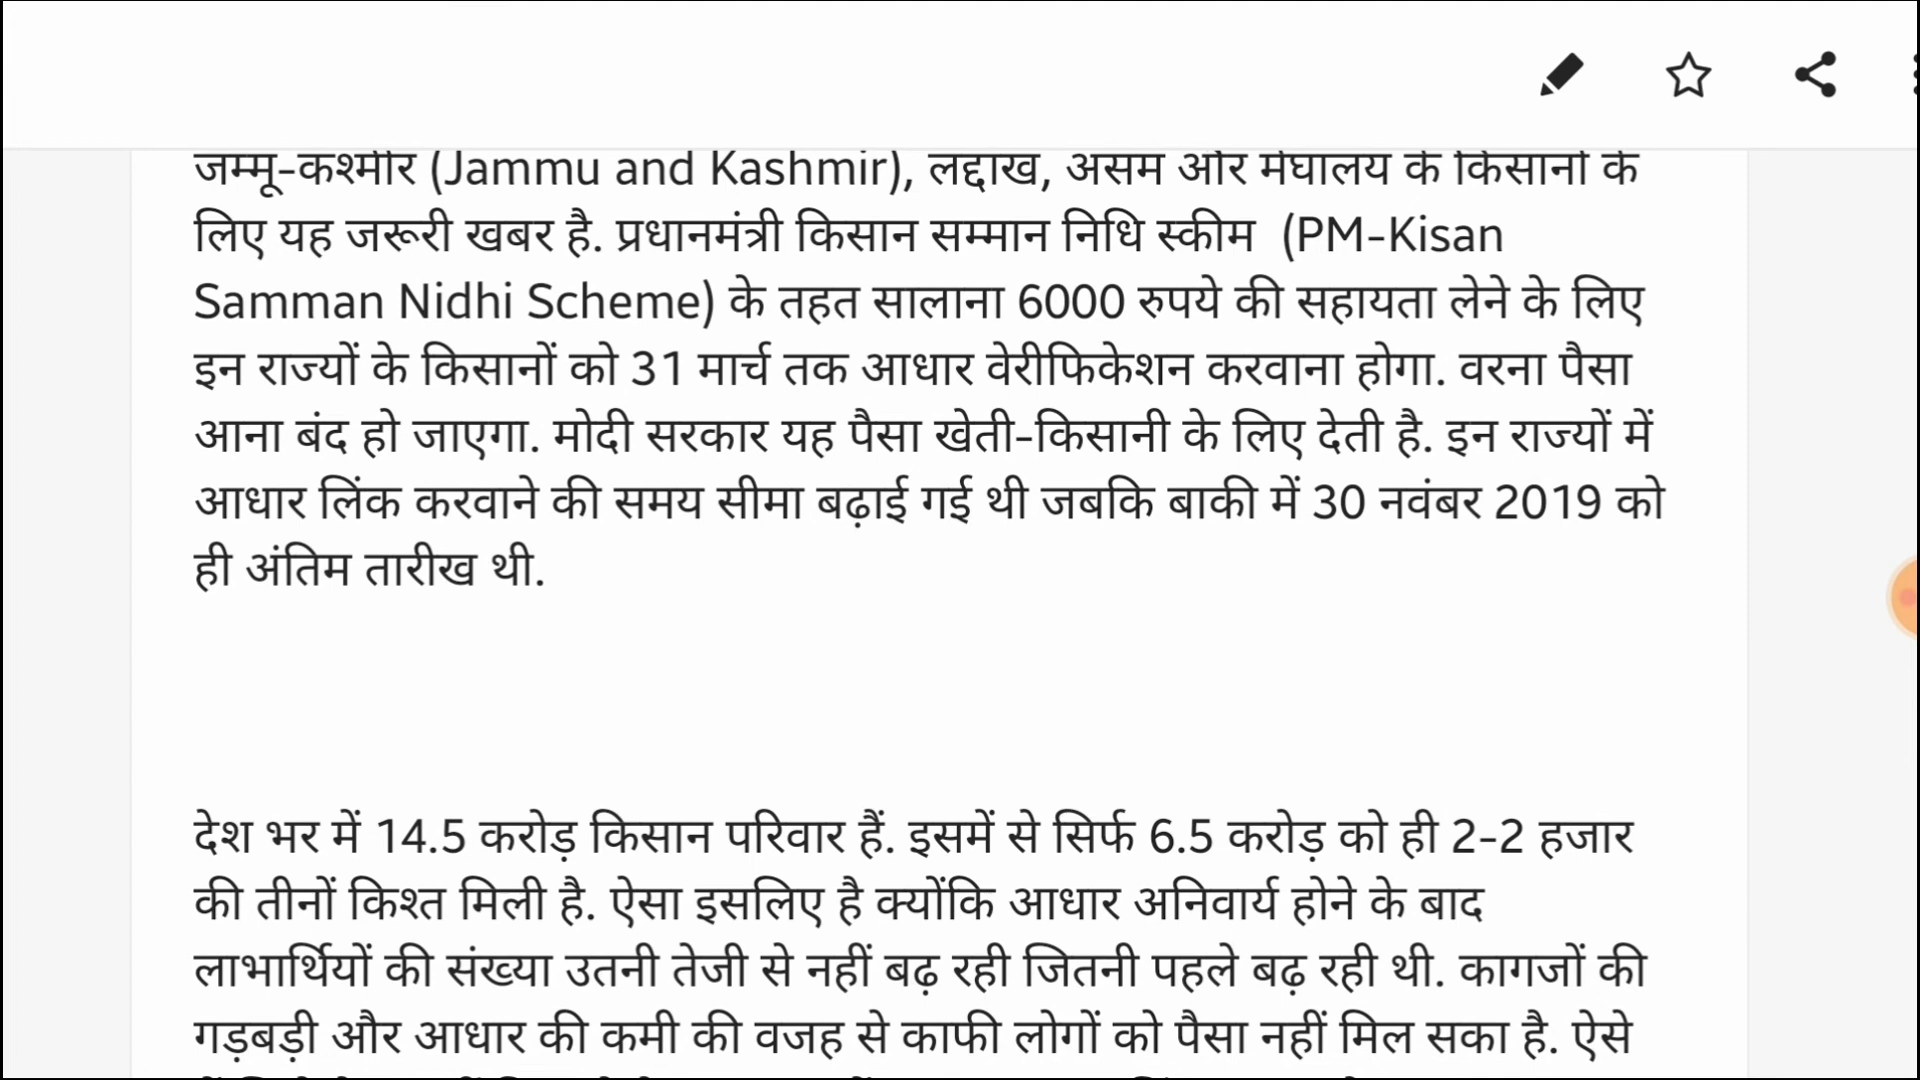 जम्मू-कश्मीर (Jammu and Kashmir), लद्दाख, असम और मेघालय के किसानों के
लिए यह जरूरी खबर है. प्रधानमंत्री किसान सम्मान निधि स्कीम  (PM-Kisan
Samman Nidhi Scheme) के तहत सालाना 6000 रुपये की सहायता लेने के लिए
इन राज्यों के किसानों को 31 मार्च तक आधार वेरीफिकेशन करवाना होगा. वरना पैसा
आना बंद हो जाएगा. मोदी सरकार यह पैसा खेती-किसानी के लिए देती है. इन राज्यों में
आधार लिंक करवाने की समय सीमा बढ़ाई गई थी जबकि बाकी में 30 नवंबर 2019 को
ही अंतिम तारीख थी.
देश भर में 14.5 करोड़ किसान परिवार हैं. इसमें से सिर्फ 6.5 करोड़ को ही 2-2 हजार
की तीनों किश्त मिली है. ऐसा इसलिए है क्योंकि आधार अनिवार्य होने के बाद
लाभार्थियों की संख्या उतनी तेजी से नहीं बढ़ रही जितनी पहले बढ़ रही थी. कागजों की
गड़बड़ी और आधार की कमी की वजह से काफी लोगों को पैसा नहीं मिल सका है. ऐसे